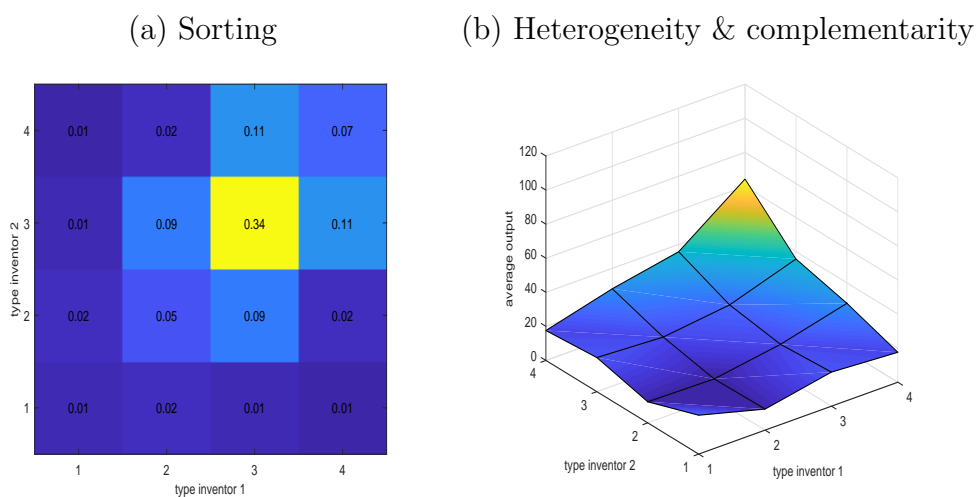 (a) Sorting
(b) Heterogeneity & complementarity
4
0.01 0.02 0.11 0.07
3
0.01 0.09 0.34 0.11
2
0.02 0.05 0.09 0.02
1
0.01 0.02 0.01 0.01
1 2 3 4
type inventor 1
type inventor 2
120
100
80
60
40
20
0
average output
4
3
2
1
type inventor 2
1
2
3
4
type inventor 1